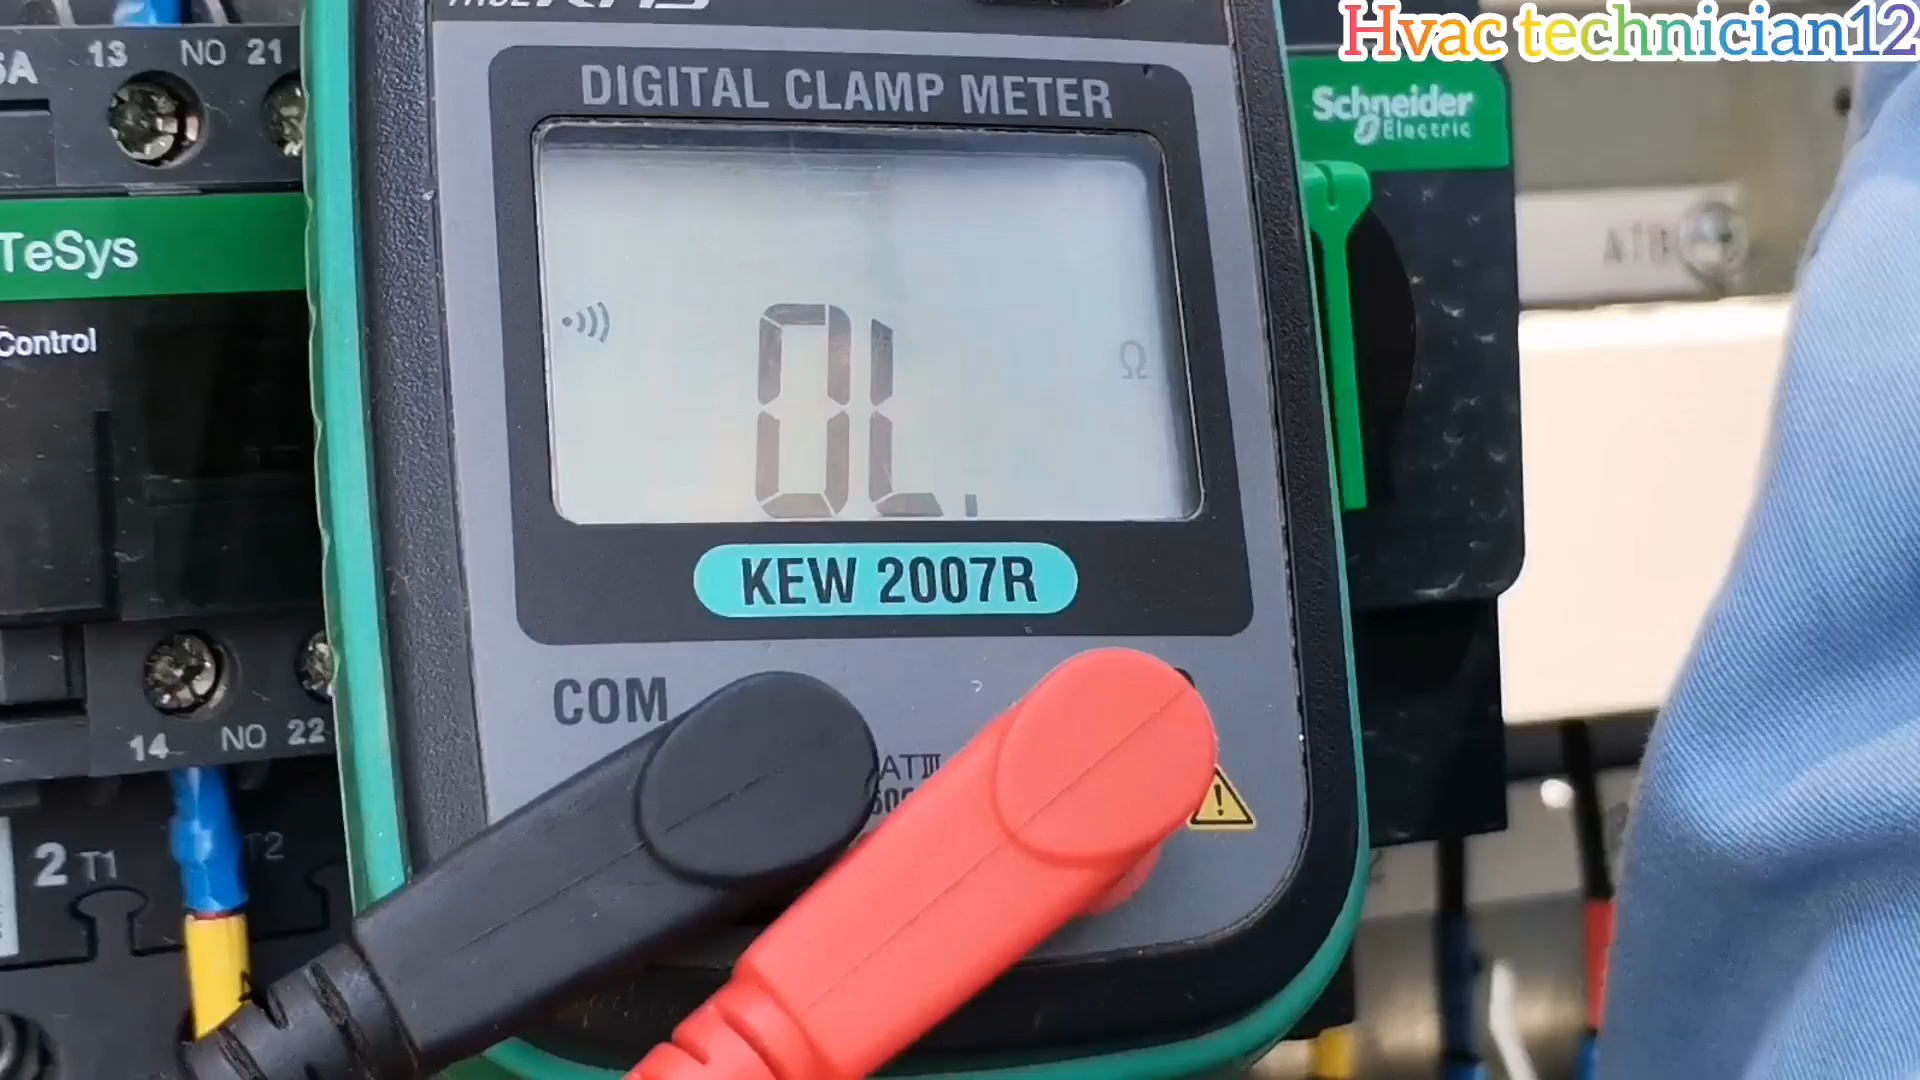 Hvac technician12
13 NO 21
DIGITAL CLAMP METER
Schneider
Electric
TeSys
OL.
Ω
Control
KEW 2007R
COM
14 NO 22
2 T1
T2